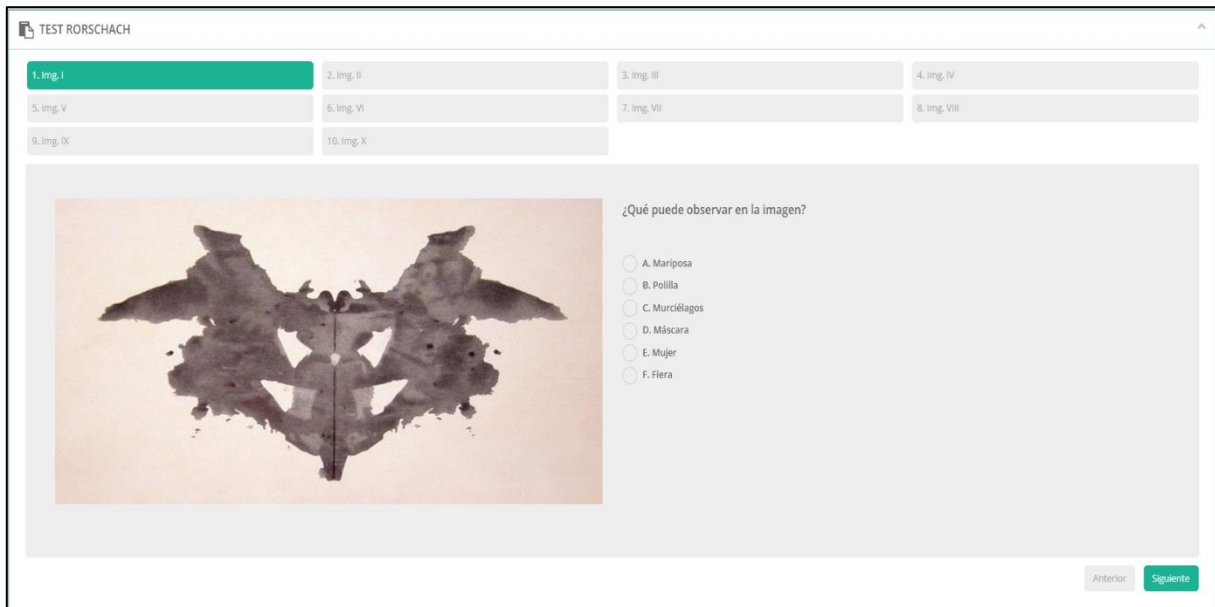 TEST RORSCHACH
1. Img. I
2. Img. II
3. Img. III
4. Img. IV
5. Img. V
6. Img. VI
7. Img. VII
8. Img. VIII
9. Img. IX
10. Img. X
¿Qué puede observar en la imagen?
A. Mariposa
B. Polilla
C. Murciélagos
D. Máscara
E. Mujer
F. Fiera
Anterior
Siguiente